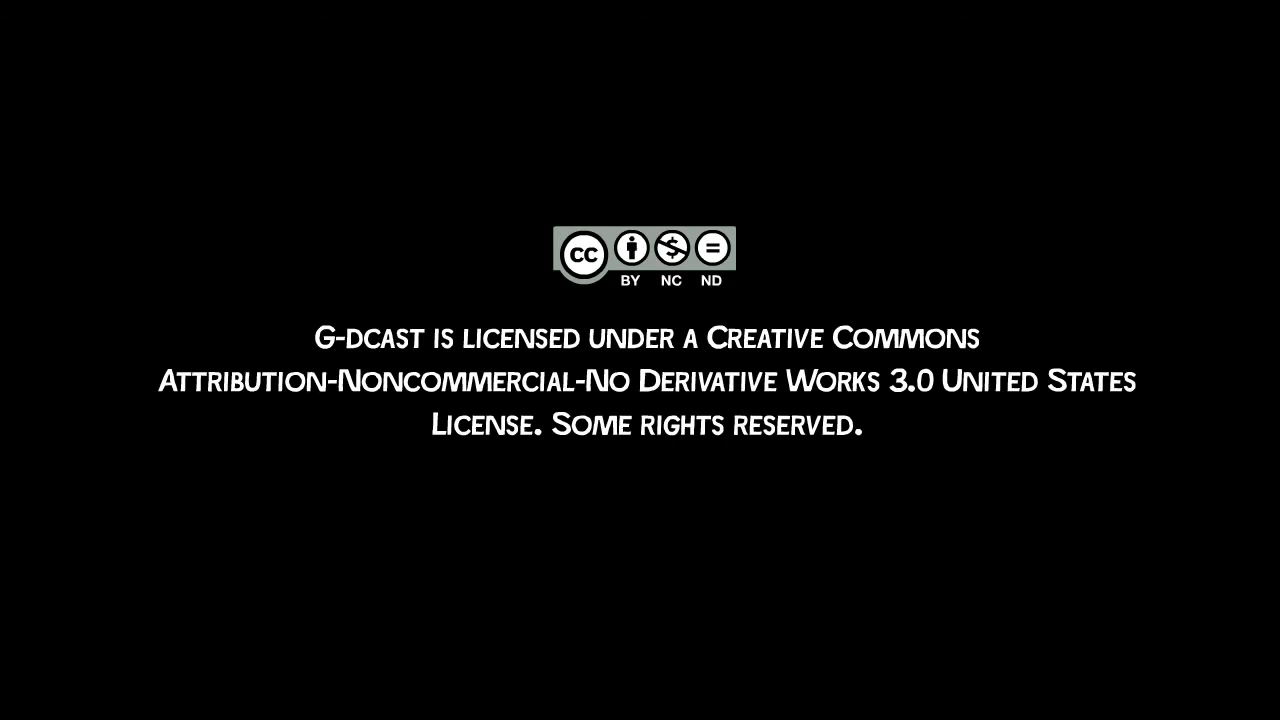 CC BY NC ND
G-dcast is licensed under a Creative Commons
Attribution-Noncommercial-No Derivative Works 3.0 United States
License. Some rights reserved.